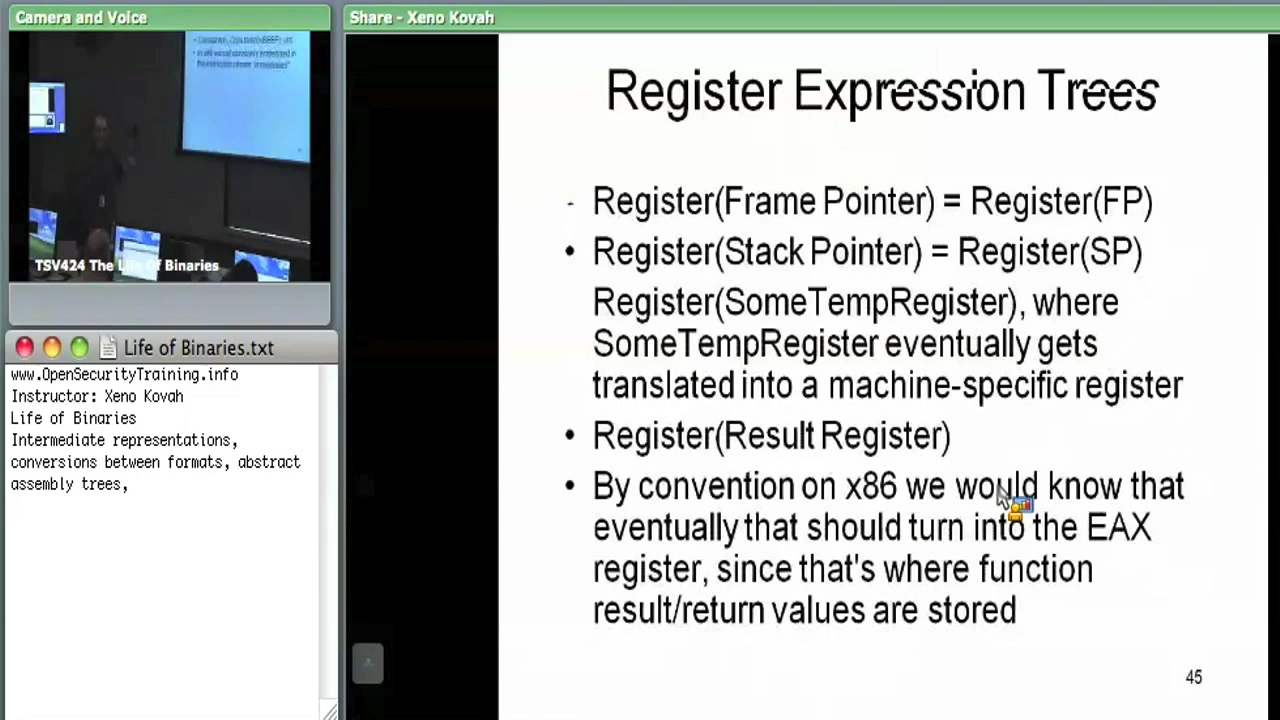 Camera and Voice
Share - Xeno Kovah
TSV424 The Life Of Binaries
Life of Binaries.txt
www.OpenSecurityTraining.info
Instructor: Xeno Kovah
Life of Binaries
Intermediate representations,
conversions between formats, abstract
assembly trees,
Register Expression Trees
- Register(Frame Pointer) = Register(FP)
• Register(Stack Pointer) = Register(SP)
Register(SomeTempRegister), where
SomeTempRegister eventually gets
translated into a machine-specific register
• Register(Result Register)
• By convention on x86 we would know that
eventually that should turn into the EAX
register, since that's where function
result/return values are stored
45